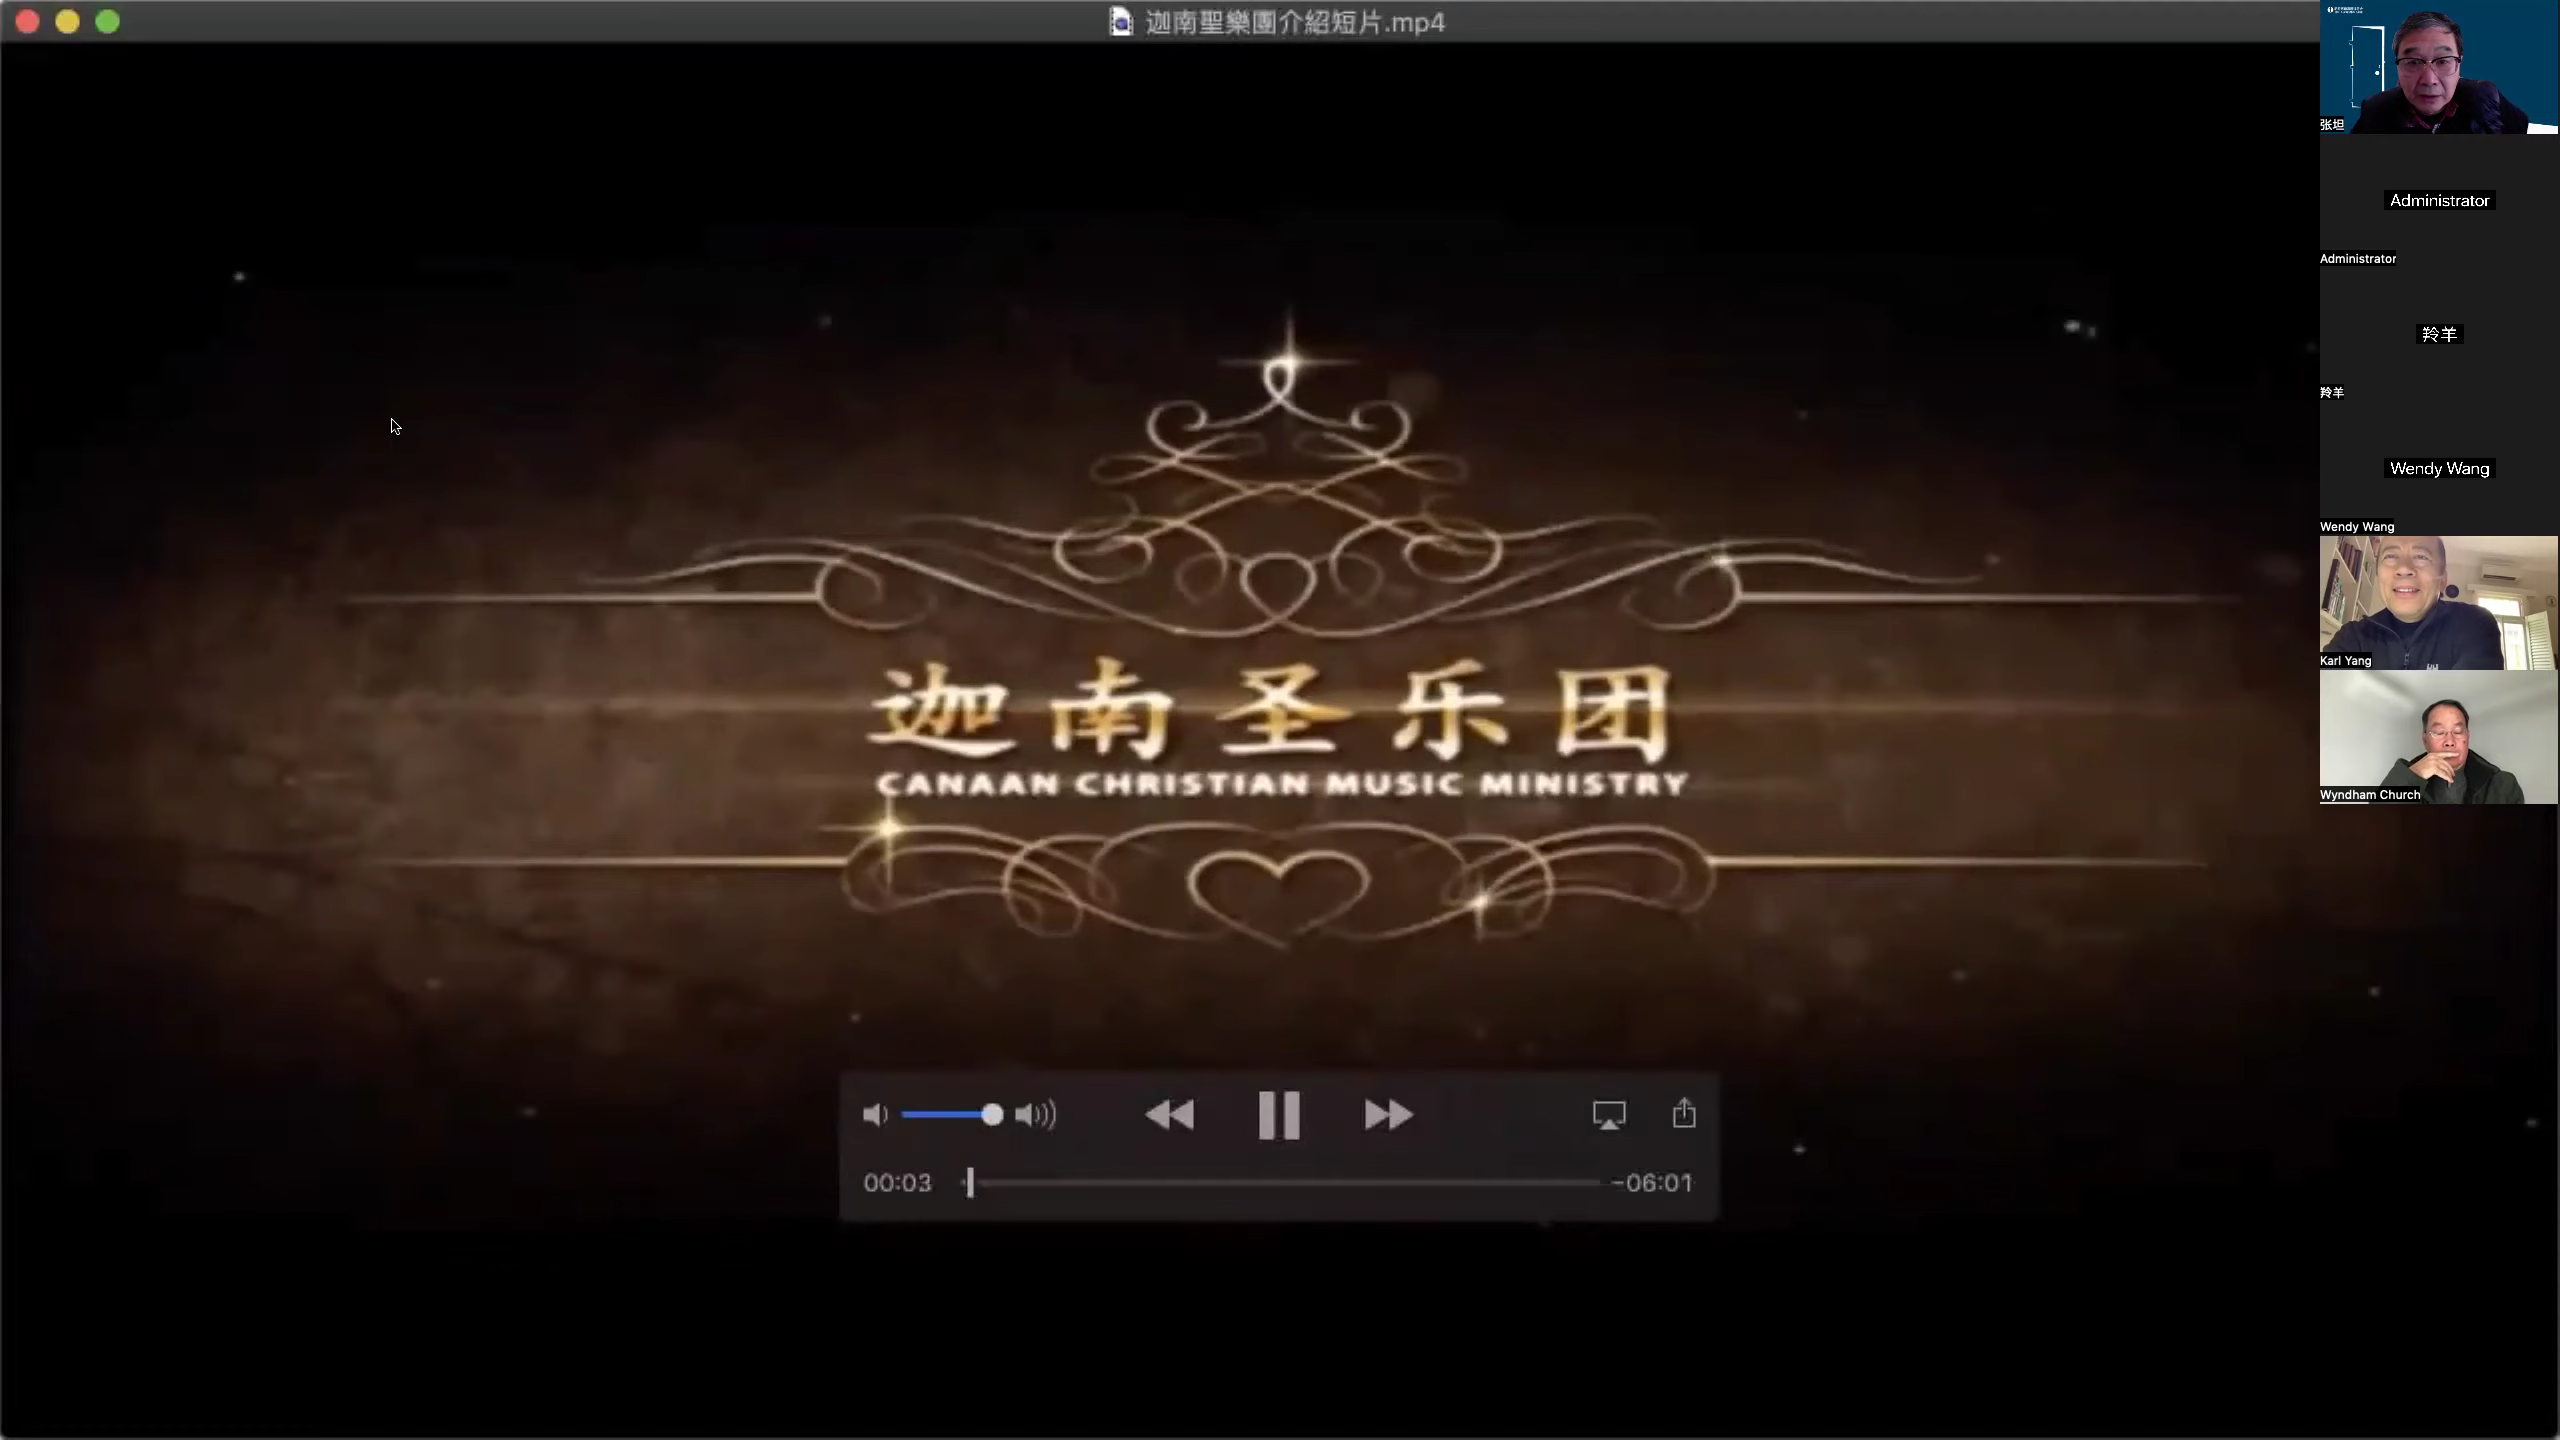 迦南聖樂團介紹短片.mp4
张坦
Administrator
Administrator
羚羊
羚羊
Wendy Wang
Wendy Wang
Karl Yang
Wyndham Church
迦南圣乐团
CANAAN CHRISTIAN MUSIC MINISTRY
00:03
-06:01